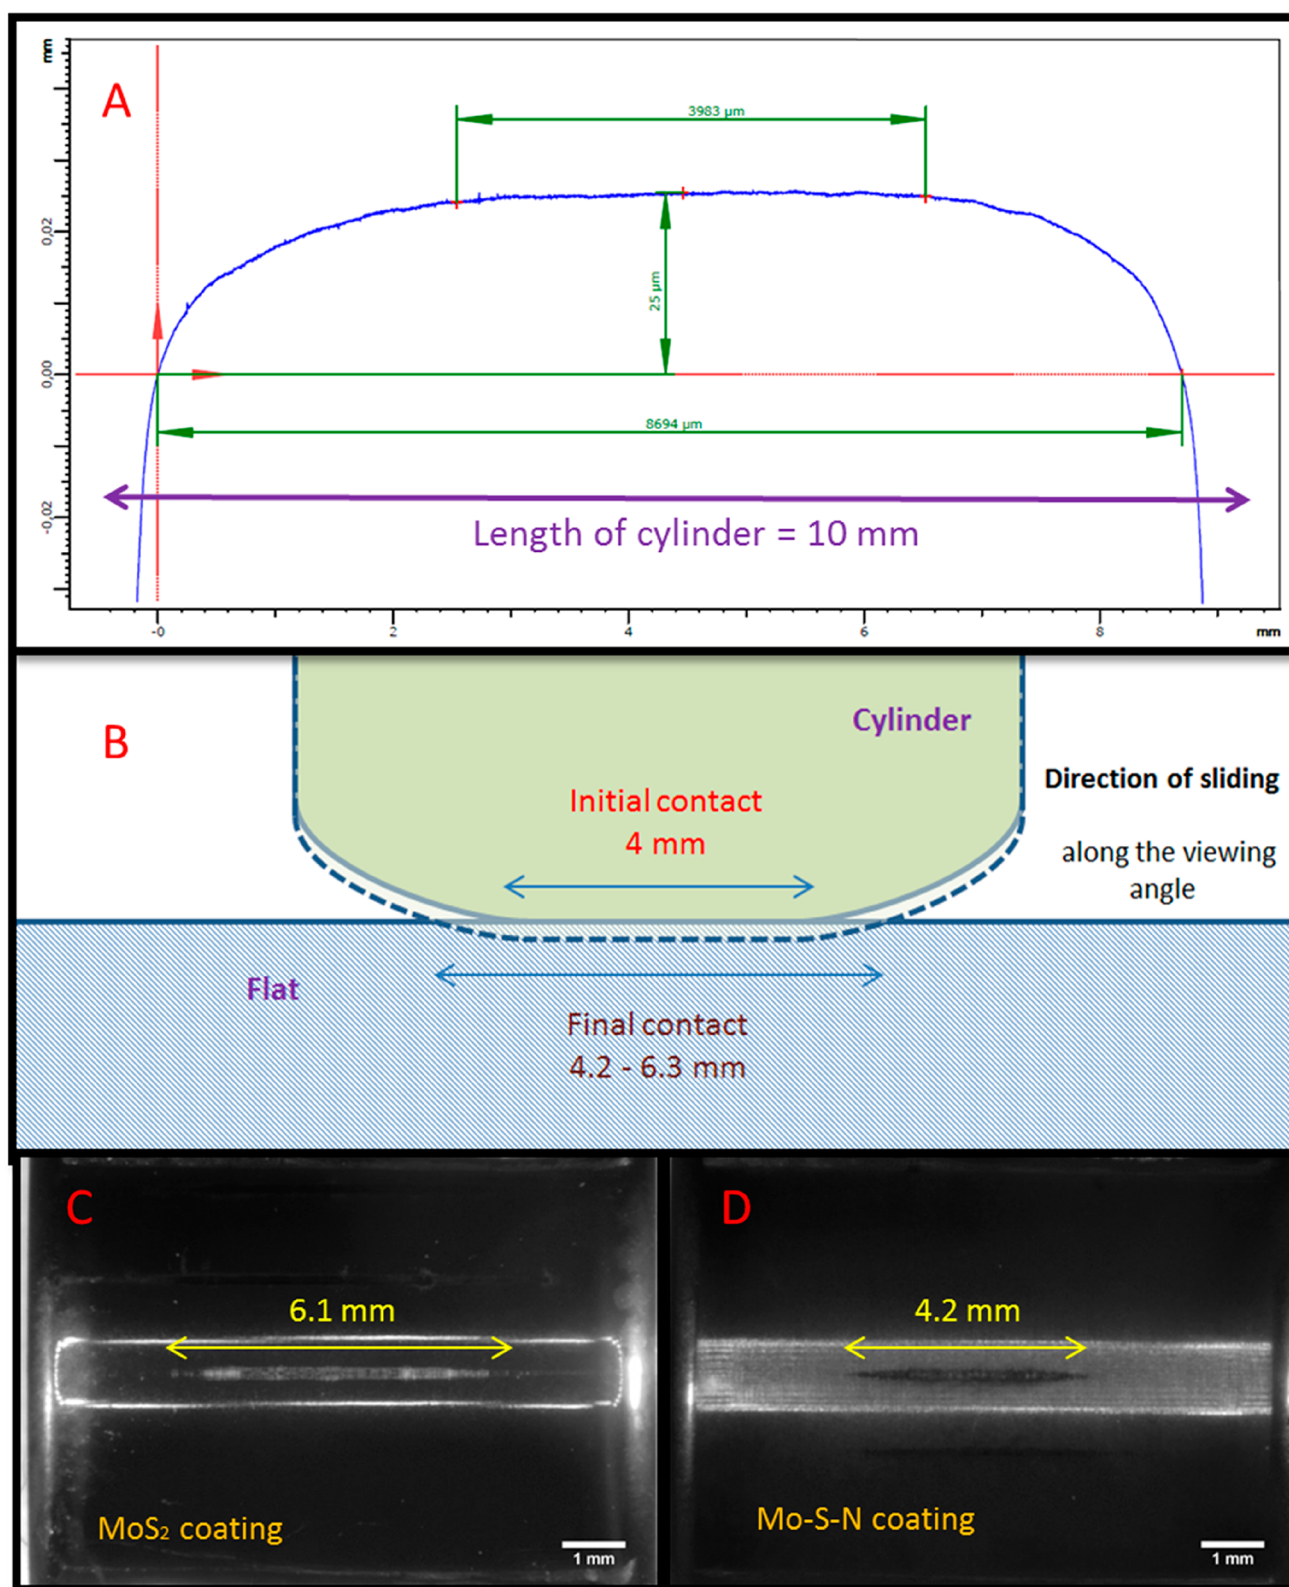 mm
A
3983 µm
0,02
25 µm
0,00
8694 µm
-0,02
Length of cylinder = 10 mm
-0
2
4
6
8
mm
B
Cylinder
Direction of sliding
Initial contact
4 mm
along the viewing
angle
Flat
Final contact
4.2 - 6.3 mm
C
D
6.1 mm
4.2 mm
MoS₂ coating
Mo-S-N coating
1 mm
1 mm